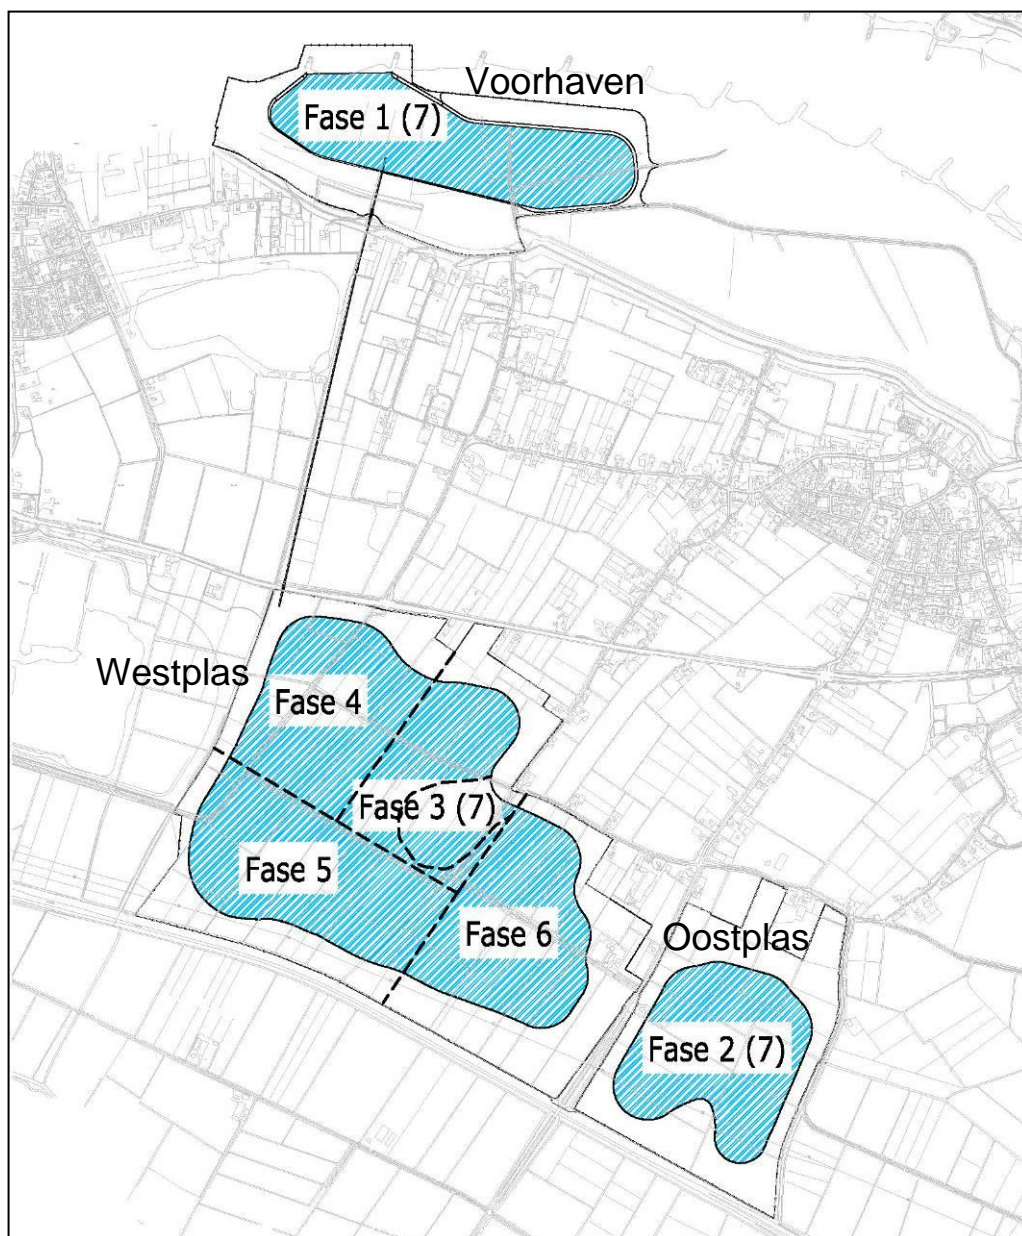 Voorhaven
Fase 1 (7)
Westplas
Fase 4
Fase 3 (7)
Fase 5
Fase 6
Oostplas
Fase 2 (7)